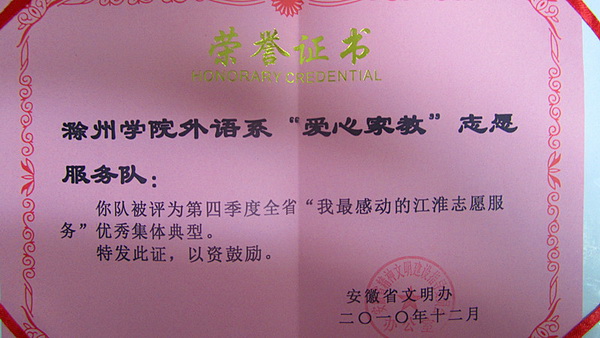 荣誉证书
HONORARY CREDENTIAL
滁州学院外语系“爱心家教”志愿
服务队：
你队被评为第四季度全省“我最感动的江淮志愿服
务”优秀集体典型。
特发此证，以资鼓励。
安徽省文明办
二〇一〇年十二月